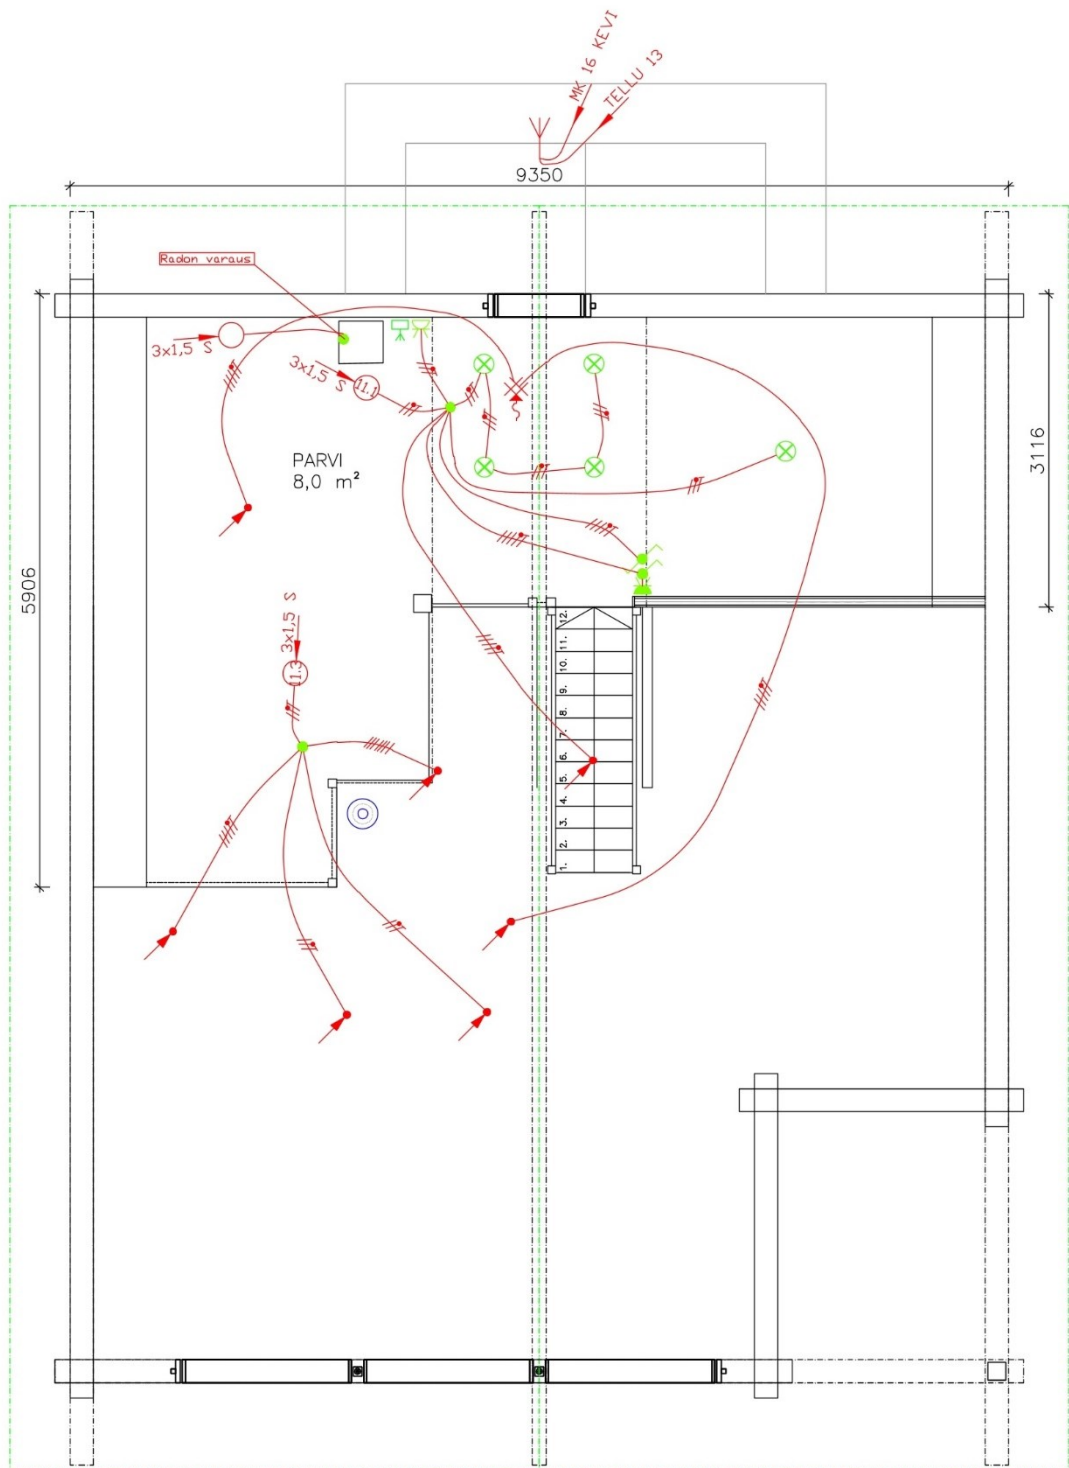 MK 16 KEVI
TELLU 13
9350
Radon varaus
3x1,5 S
3x1,5 S
11.1
PARVI
8,0 m²
3116
5906
3x1,5 S
11.3
12.
11.
10.
9.
8.
7.
6.
5.
4.
3.
2.
1.